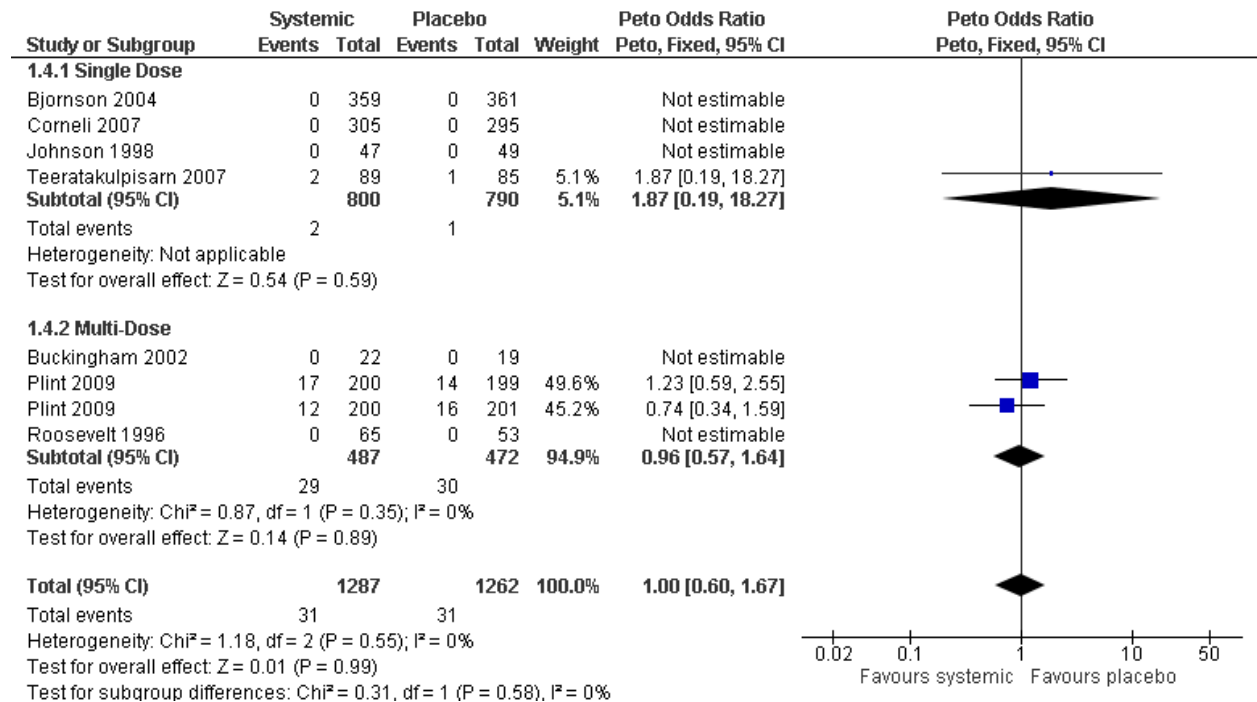 Systemic Placebo Peto Odds Ratio Peto Odds Ratio
Study or Subgroup Events Total Events Total Weight Peto, Fixed, 95% CI Peto, Fixed, 95% CI
1.4.1 Single Dose
Bjornson 2004 0 359 0 361 Not estimable
Corneli 2007 0 305 0 295 Not estimable
Johnson 1998 0 47 0 49 Not estimable
Teeratakulpisarn 2007 2 89 1 85 5.1% 1.87 [0.19, 18.27]
Subtotal (95% CI) 800 790 5.1% 1.87 [0.19, 18.27]
Total events 2 1
Heterogeneity: Not applicable
Test for overall effect: Z = 0.54 (P = 0.59)
1.4.2 Multi-Dose
Buckingham 2002 0 22 0 19 Not estimable
Plint 2009 17 200 14 199 49.6% 1.23 [0.59, 2.55]
Plint 2009 12 200 16 201 45.2% 0.74 [0.34, 1.59]
Roosevelt 1996 0 65 0 53 Not estimable
Subtotal (95% CI) 487 472 94.9% 0.96 [0.57, 1.64]
Total events 29 30
Heterogeneity: Chi² = 0.87, df = 1 (P = 0.35); I² = 0%
Test for overall effect: Z = 0.14 (P = 0.89)
Total (95% CI) 1287 1262 100.0% 1.00 [0.60, 1.67]
Total events 31 31
Heterogeneity: Chi² = 1.18, df = 2 (P = 0.55); I² = 0%
Test for overall effect: Z = 0.01 (P = 0.99)
Test for subgroup differences: Chi² = 0.31, df = 1 (P = 0.58), I² = 0%
0.02 0.1 1 10 50
Favours systemic Favours placebo